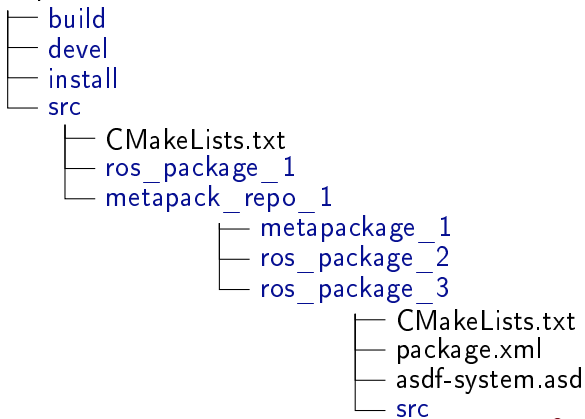 build
devel
install
src
CMakeLists.txt
ros_package_1
metapack_repo_1
metapackage_1
ros_package_2
ros_package_3
CMakeLists.txt
package.xml
asdf-system.asd
src